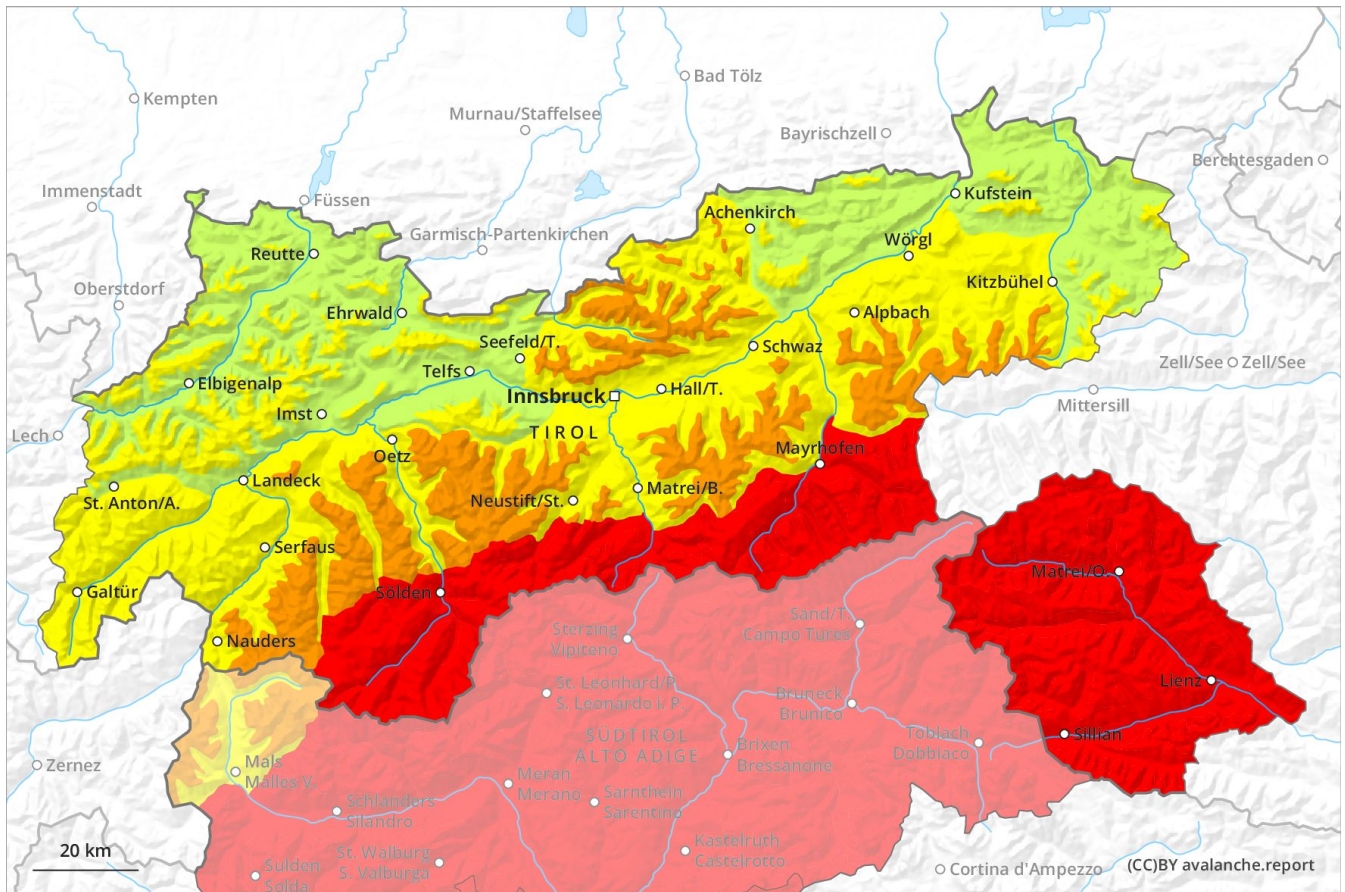 Bad Tölz
Kempten
Murnau/Staffelsee
Bayrischzell
Berchtesgaden
Immenstadt
Füssen
Kufstein
Achenkirch
Garmisch-Partenkirchen
Wörgl
Reutte
Kitzbühel
Oberstdorf
Ehrwald
Alpbach
Seefeld/T.
Schwaz
Zell/See
Zell/See
Telfs
Elbigenalp
Hall/T.
Innsbruck
Mittersill
Imst
Lech
TIROL
Mayrhofen
Oetz
Landeck
St. Anton/A.
Neustift/St.
Matrei/B.
Serfaus
Matrei/O.
Galtür
Sölden
Sand/T.
Campo Tures
Sterzing
Vipiteno
Nauders
Lienz
St. Leonhard/P.
S. Leonardo i. P.
Bruneck
Brunico
SÜDTIROL
ALTO ADIGE
Toblach
Dobbiaco
Sillian
Brixen
Bressanone
Zernez
Mals
Málles V.
Meran
Merano
Sarnthein
Sarentino
Schlanders
Silandro
Kastelruth
Castelrotto
20 km
St. Walburg
S. Valburga
Sulden
Solda
Cortina d'Ampezzo
(CC)BY avalanche.report